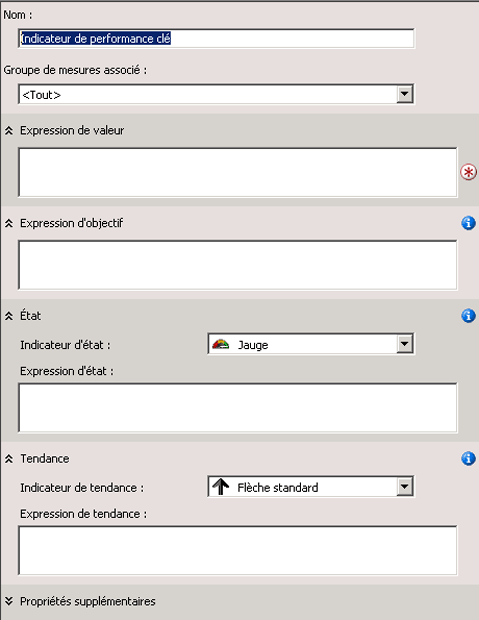 Nom :
Indicateur de performance clé
Groupe de mesures associé :
<Tout>
Expression de valeur
Expression d'objectif
État
Indicateur d'état :
Jauge
Expression d'état :
Tendance
Indicateur de tendance :
Flèche standard
Expression de tendance :
Propriétés supplémentaires